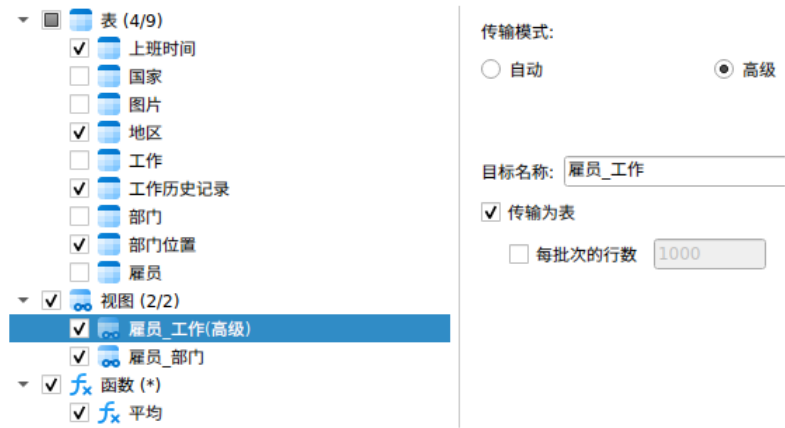 表 (4/9)
上班时间
国家
图片
地区
工作
工作历史记录
部门
部门位置
雇员
视图 (2/2)
雇员_工作(高级)
雇员_部门
函数 (*)
平均
传输模式:
自动
高级
目标名称: 雇员_工作
传输为表
每批次的行数 1000